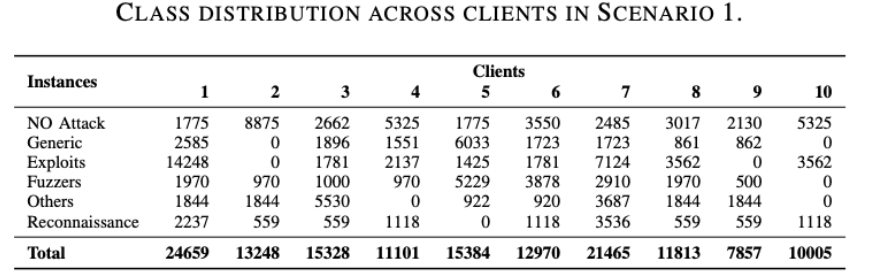 CLASS DISTRIBUTION ACROSS CLIENTS IN SCENARIO 1.
Instances Clients
1 2 3 4 5 6 7 8 9 10
NO Attack 1775 8875 2662 5325 1775 3550 2485 3017 2130 5325
Generic 2585 0 1896 1551 6033 1723 1723 861 862 0
Exploits 14248 0 1781 2137 1425 1781 7124 3562 0 3562
Fuzzers 1970 970 1000 970 5229 3878 2910 1970 500 0
Others 1844 1844 5530 0 922 920 3687 1844 1844 0
Reconnaissance 2237 559 559 1118 0 1118 3536 559 559 1118
Total 24659 13248 15328 11101 15384 12970 21465 11813 7857 10005